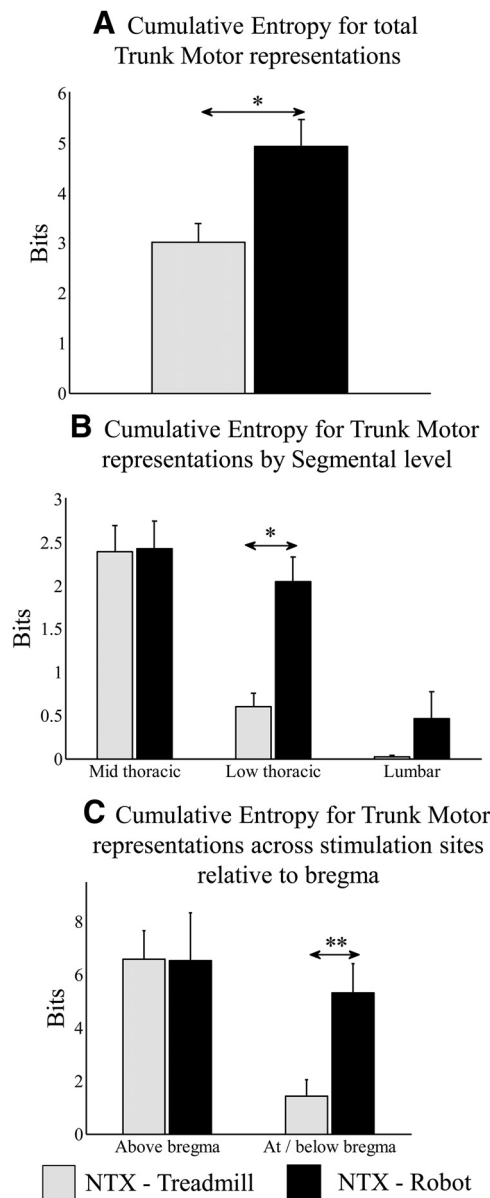 A Cumulative Entropy for total
Trunk Motor representations
*
6
5
4
3
2
1
0
Bits
B Cumulative Entropy for Trunk Motor
representations by Segmental level
3
2.5
2
1.5
1
0.5
0
Bits
*
Mid thoracic Low thoracic Lumbar
C Cumulative Entropy for Trunk Motor
representations across stimulation sites
relative to bregma
8
6
4
2
0
Bits
**
Above bregma At / below bregma
NTX - Treadmill NTX - Robot